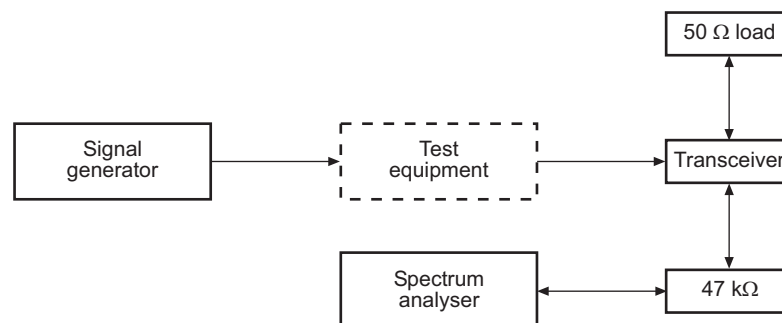 50 Ω load
Signal
generator
Test
equipment
Transceiver
Spectrum
analyser
47 kΩ